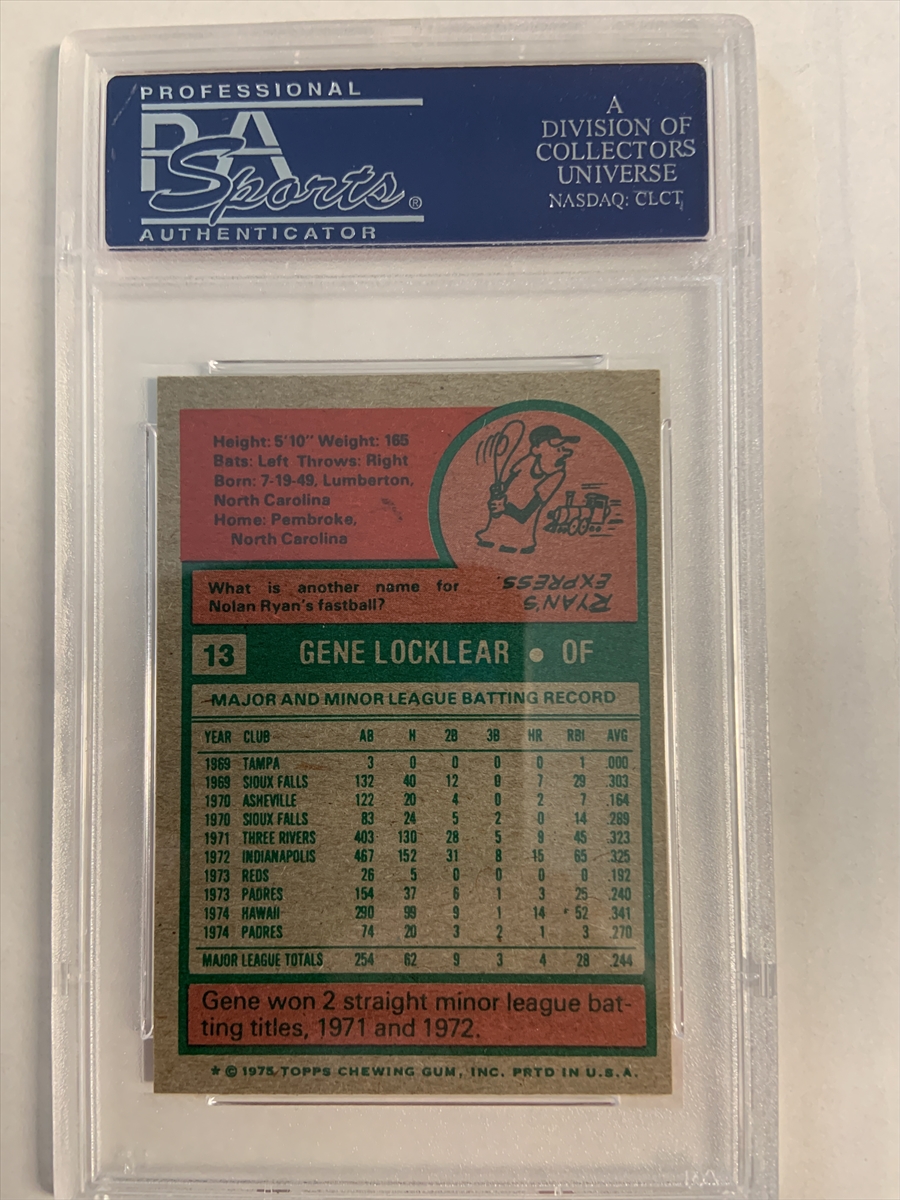 PROFESSIONAL
PSA
Sports®
AUTHENTICATOR
A
DIVISION OF
COLLECTORS
UNIVERSE
NASDAQ: CLCT
Height: 5'10" Weight: 165
Bats: Left Throws: Right
Born: 7-19-49, Lumberton,
North Carolina
Home: Pembroke,
North Carolina
What is another name for
Nolan Ryan's fastball?
RYAN'S
EXPRESS.
13 GENE LOCKLEAR • OF
MAJOR AND MINOR LEAGUE BATTING RECORD
YEAR CLUB AB H 2B 3B HR RBI AVG
1969 TAMPA 3 0 0 0 0 1 .000
1969 SIOUX FALLS 132 40 12 0 7 29 .303
1970 ASHEVILLE 122 20 4 0 2 7 .164
1970 SIOUX FALLS 83 24 5 2 0 14 .289
1971 THREE RIVERS 403 130 28 5 9 45 .323
1972 INDIANAPOLIS 467 152 31 8 15 65 .325
1973 REDS 26 5 0 0 0 0 .192
1973 PADRES 154 37 6 1 3 25 .240
1974 HAWAII 290 99 9 1 14 52 .341
1974 PADRES 74 20 3 2 1 3 .270
MAJOR LEAGUE TOTALS 254 62 9 3 4 28 .244
Gene won 2 straight minor league bat-
ting titles, 1971 and 1972.
* © 1975 TOPPS CHEWING GUM, INC. PRTD IN U.S.A.